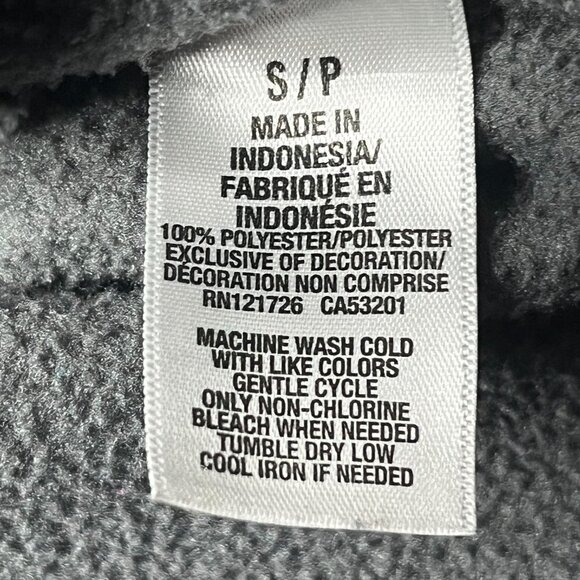 S/P
MADE IN
INDONESIA/
FABRIQUÉ EN
INDONÉSIE
100% POLYESTER/POLYESTER
EXCLUSIVE OF DECORATION/
DÉCORATION NON COMPRISE
RN121726 CA53201
MACHINE WASH COLD
WITH LIKE COLORS
GENTLE CYCLE
ONLY NON-CHLORINE
BLEACH WHEN NEEDED
TUMBLE DRY LOW
COOL IRON IF NEEDED